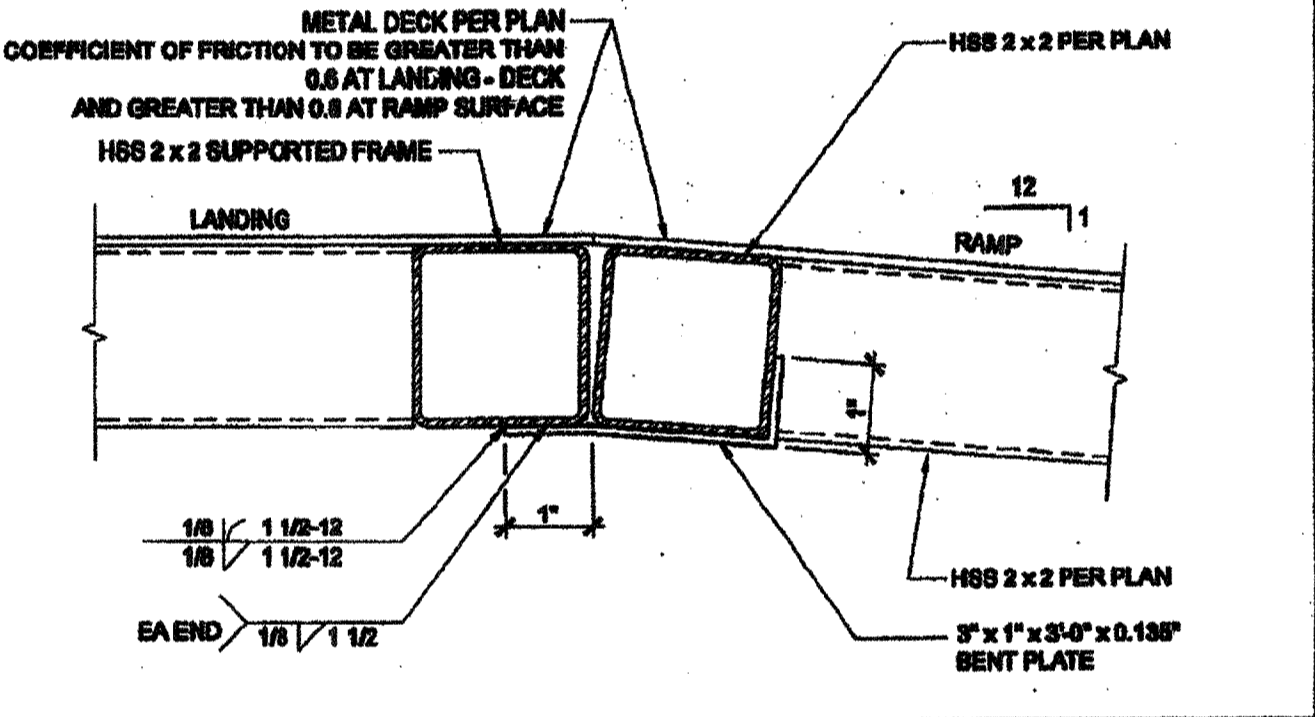 METAL DECK PER PLAN
COEFFICIENT OF FRICTION TO BE GREATER THAN
0.6 AT LANDING - DECK
AND GREATER THAN 0.8 AT RAMP SURFACE
HSS 2 x 2 PER PLAN
HSS 2 x 2 SUPPORTED FRAME
12
1
LANDING
RAMP
1"
1"
1/8 1 1/2-12
1/8 1 1/2-12
EA END 1/8 1 1/2
HSS 2 x 2 PER PLAN
3" x 1" x 3'-0" x 0.135"
BENT PLATE